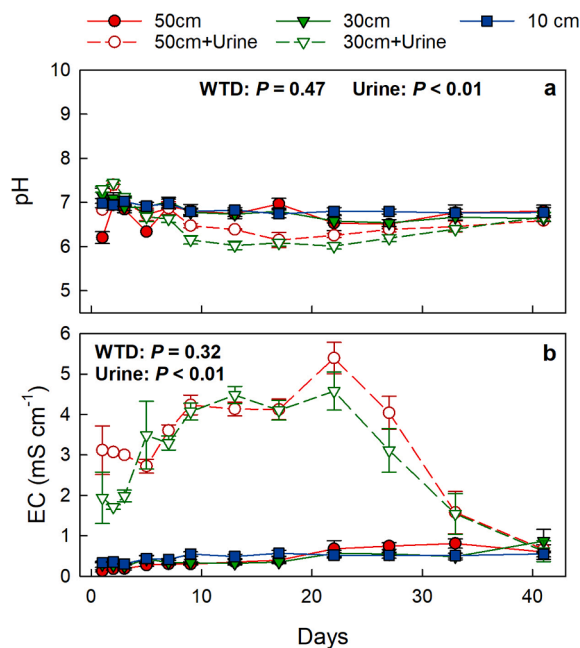 50cm 30cm 10 cm
50cm+Urine 30cm+Urine
10
WTD: P = 0.47 Urine: P < 0.01 a
9
8
pH
7
6
5
6
WTD: P = 0.32 b
Urine: P < 0.01
5
4
EC (mS cm-1)
3
2
1
0
0 10 20 30 40
Days